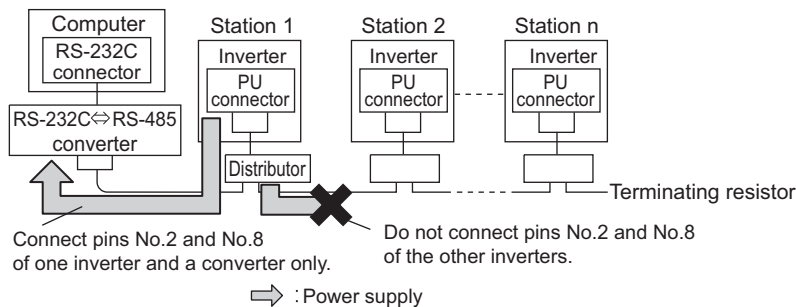 Computer
RS-232C
connector
RS-232C⇔RS-485
converter
Station 1
Inverter
PU
connector
Distributor
Station 2
Inverter
PU
connector
Station n
Inverter
PU
connector
Terminating resistor
Connect pins No.2 and No.8
of one inverter and a converter only.
Do not connect pins No.2 and No.8
of the other inverters.
: Power supply